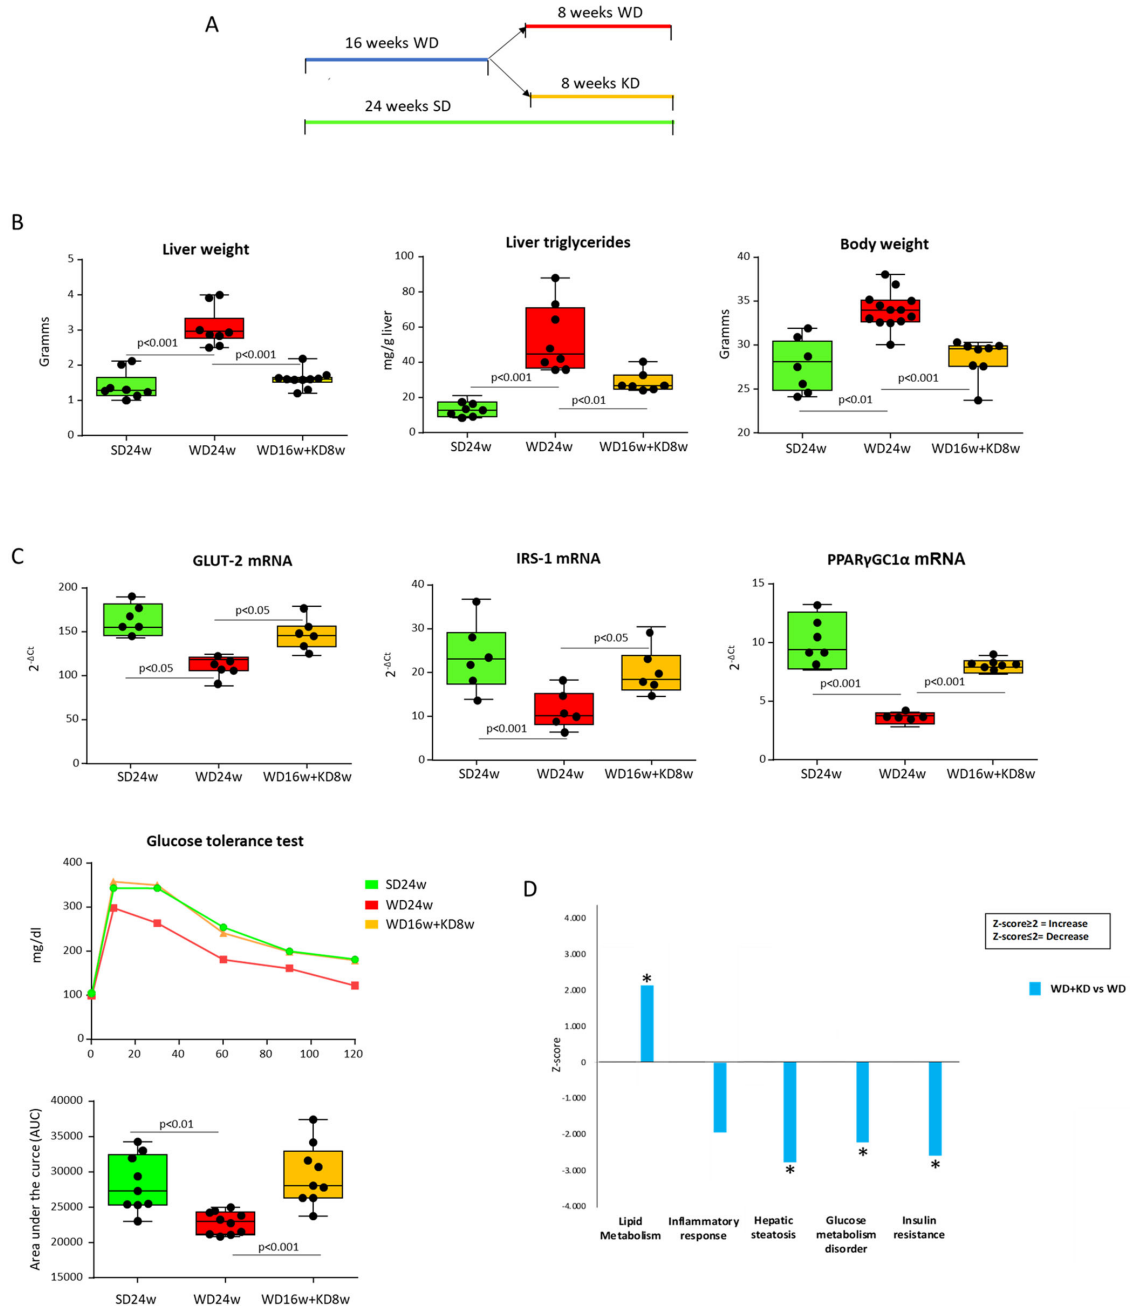 A
8 weeks WD
16 weeks WD
8 weeks KD
24 weeks SD
B
Liver weight
Gramms
5
4
3
2
1
0
p<0.001
p<0.001
SD24w WD24w WD16w+KD8w
Liver triglycerides
mg/g liver
100
80
60
40
20
0
p<0.001
p<0.01
SD24w WD24w WD16w+KD8w
Body weight
Gramms
40
35
30
25
20
p<0.001
p<0.01
SD24w WD24w WD16w+KD8w
C
GLUT-2 mRNA
2-ΔCt
200
150
100
50
0
p<0.05
p<0.05
SD24w WD24w WD16w+KD8w
IRS-1 mRNA
2-ΔCt
40
30
20
10
0
p<0.05
p<0.001
SD24w WD24w WD16w+KD8w
PPARγGC1α mRNA
2-ΔCt
15
10
5
0
p<0.001 p<0.001
SD24w WD24w WD16w+KD8w
Glucose tolerance test
mg/dl
400
300
200
100
0
0 20 40 60 80 100 120
SD24w
WD24w
WD16w+KD8w
Area under the curce (AUC)
40000
35000
30000
25000
20000
15000
p<0.01
p<0.001
SD24w WD24w WD16w+KD8w
D
Z-score
4.000
3.000
2.000
1.000
0
-1.000
-2.000
-3.000
-4.000
*
*
*
*
Z-score≥2 = Increase
Z-score≤2= Decrease
WD+KD vs WD
Lipid
Metabolism
Inflammatory
response
Hepatic
steatosis
Glucose
metabolism
disorder
Insulin
resistance